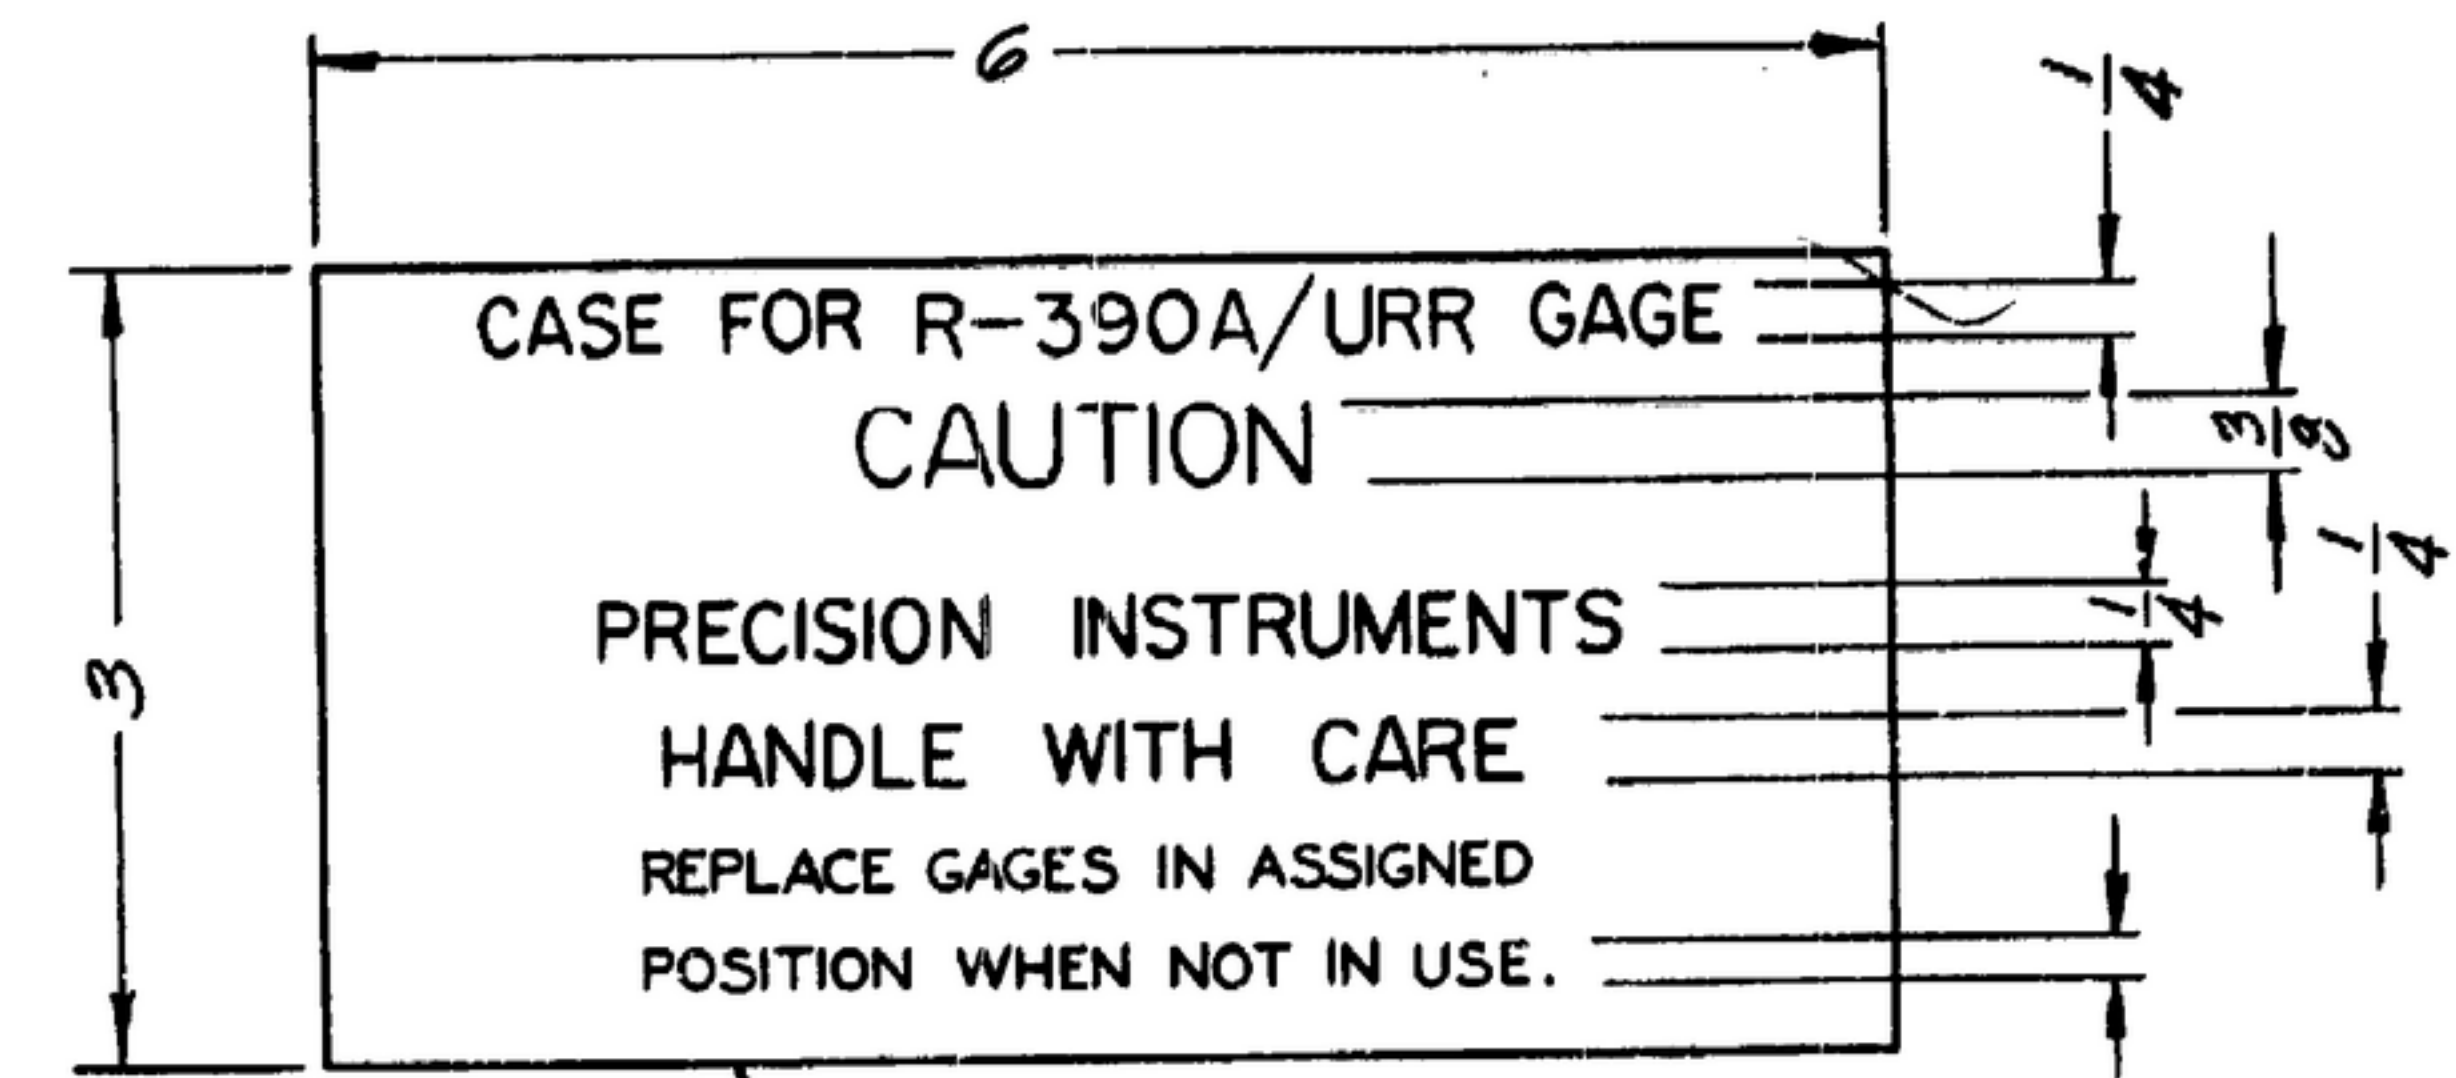 6
1/4
CASE FOR R-390A/URR GAGE
CAUTION
3/8
PRECISION INSTRUMENTS
1/4
1/4
3
HANDLE WITH CARE
REPLACE GAGES IN ASSIGNED
POSITION WHEN NOT IN USE.